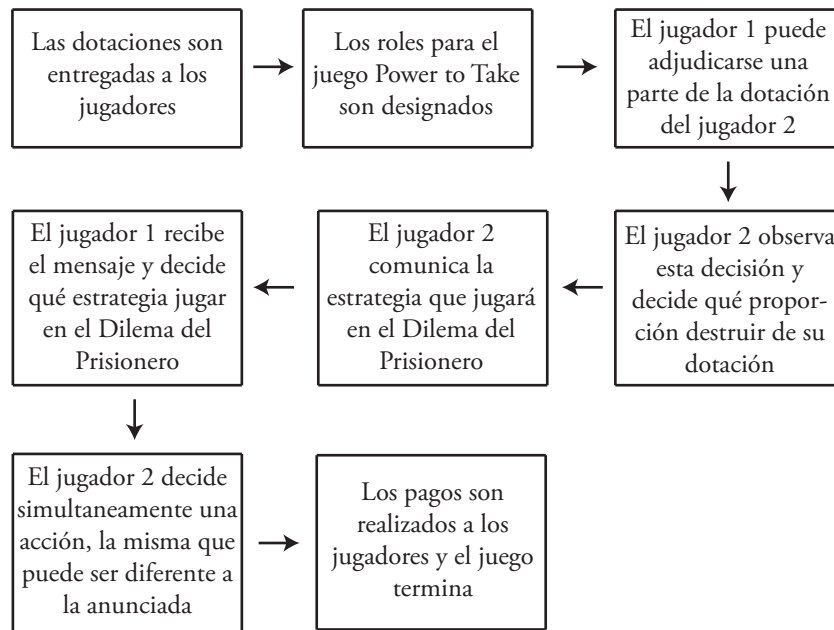 Las dotaciones son
entregadas a los
jugadores
Los roles para el
juego Power to Take
son designados
El jugador 1 puede
adjudicarse una
parte de la dotación
del jugador 2
El jugador 2 observa
esta decisión y
decide qué propor-
ción destruir de su
dotación
El jugador 2
comunica la
estrategia que jugará
en el Dilema del
Prisionero
El jugador 1 recibe
el mensaje y decide
qué estrategia jugar
en el Dilema del
Prisionero
El jugador 2 decide
simultaneamente una
acción, la misma que
puede ser diferente a
la anunciada
Los pagos son
realizados a los
jugadores y el juego
termina